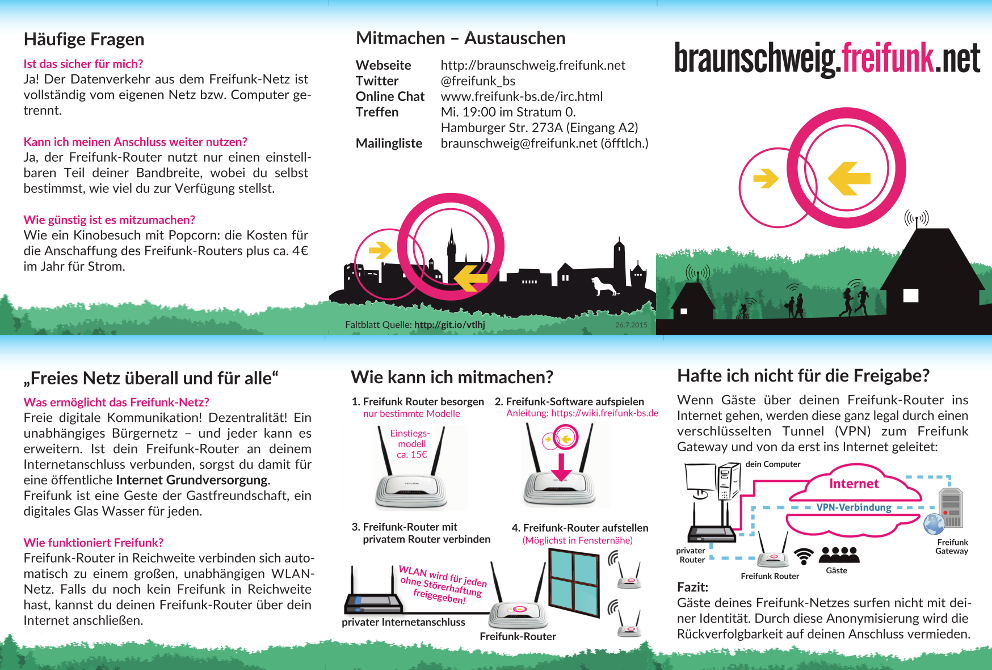 Häufige Fragen
Ist das sicher für mich?
Ja! Der Datenverkehr aus dem Freifunk-Netz ist
vollständig vom eigenen Netz bzw. Computer ge-
trennt.
Kann ich meinen Anschluss weiter nutzen?
Ja, der Freifunk-Router nutzt nur einen einstell-
baren Teil deiner Bandbreite, wobei du selbst
bestimmst, wie viel du zur Verfügung stellst.
Wie günstig ist es mitzumachen?
Wie ein Kinobesuch mit Popcorn: die Kosten für
die Anschaffung des Freifunk-Routers plus ca. 4€
im Jahr für Strom.
Mitmachen – Austauschen
Webseite http://braunschweig.freifunk.net
Twitter @freifunk_bs
Online Chat www.freifunk-bs.de/irc.html
Treffen Mi. 19:00 im Stratum 0.
Hamburger Str. 273A (Eingang A2)
Mailingliste braunschweig@freifunk.net (öfftlch.)
Faltblatt Quelle: http://git.io/vtlhj
26.7.2015
braunschweig.freifunk.net
„Freies Netz überall und für alle“
Was ermöglicht das Freifunk-Netz?
Freie digitale Kommunikation! Dezentralität! Ein
unabhängiges Bürgernetz – und jeder kann es
erweitern. Ist dein Freifunk-Router an deinem
Internetanschluss verbunden, sorgst du damit für
eine öffentliche Internet Grundversorgung.
Freifunk ist eine Geste der Gastfreundschaft, ein
digitales Glas Wasser für jeden.
Wie funktioniert Freifunk?
Freifunk-Router in Reichweite verbinden sich auto-
matisch zu einem großen, unabhängigen WLAN-
Netz. Falls du noch kein Freifunk in Reichweite
hast, kannst du deinen Freifunk-Router über dein
Internet anschließen.
Wie kann ich mitmachen?
1. Freifunk Router besorgen
nur bestimmte Modelle
Einstiegs-
modell
ca. 15€
2. Freifunk-Software aufspielen
Anleitung: https://wiki.freifunk-bs.de
3. Freifunk-Router mit
privatem Router verbinden
WLAN wird für jeden
ohne Störerhaftung
freigegeben!
privater Internetanschluss
4. Freifunk-Router aufstellen
(Möglichst in Fensternähe)
Freifunk-Router
Hafte ich nicht für die Freigabe?
Wenn Gäste über deinen Freifunk-Router ins
Internet gehen, werden diese ganz legal durch einen
verschlüsselten Tunnel (VPN) zum Freifunk
Gateway und von da erst ins Internet geleitet:
dein Computer
Internet
VPN-Verbindung
privater
Router
Freifunk Router
Gäste
Freifunk
Gateway
Fazit:
Gäste deines Freifunk-Netzes surfen nicht mit dei-
ner Identität. Durch diese Anonymisierung wird die
Rückverfolgbarkeit auf deinen Anschluss vermieden.